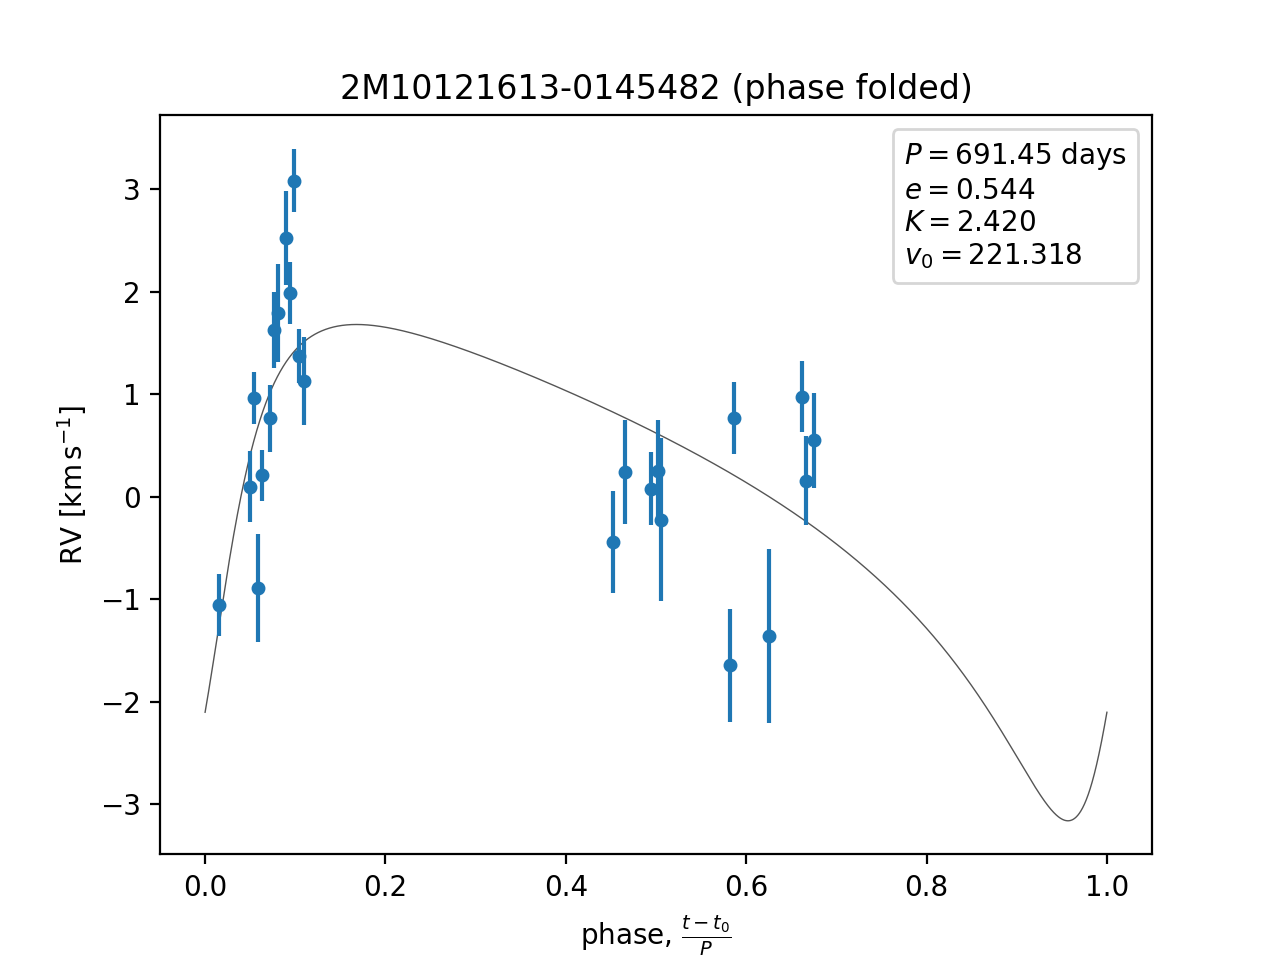 2M10121613-0145482 (phase folded)
P = 691.45 days
e = 0.544
K = 2.420
v₀ = 221.318
3
2
1
0
−1
−2
−3
RV [km s⁻¹]
0.0 0.2 0.4 0.6 0.8 1.0
phase, (t − t₀)/P